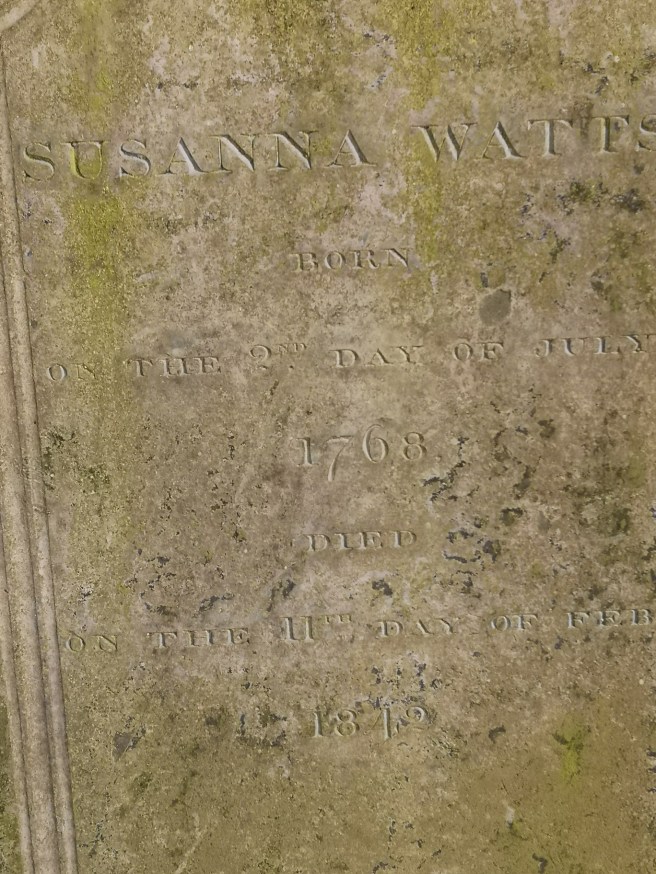 SUSANNA WATTS
BORN
ON THE 2ND DAY OF JULY
1768.
DIED
ON THE 11TH DAY OF FEB
1842